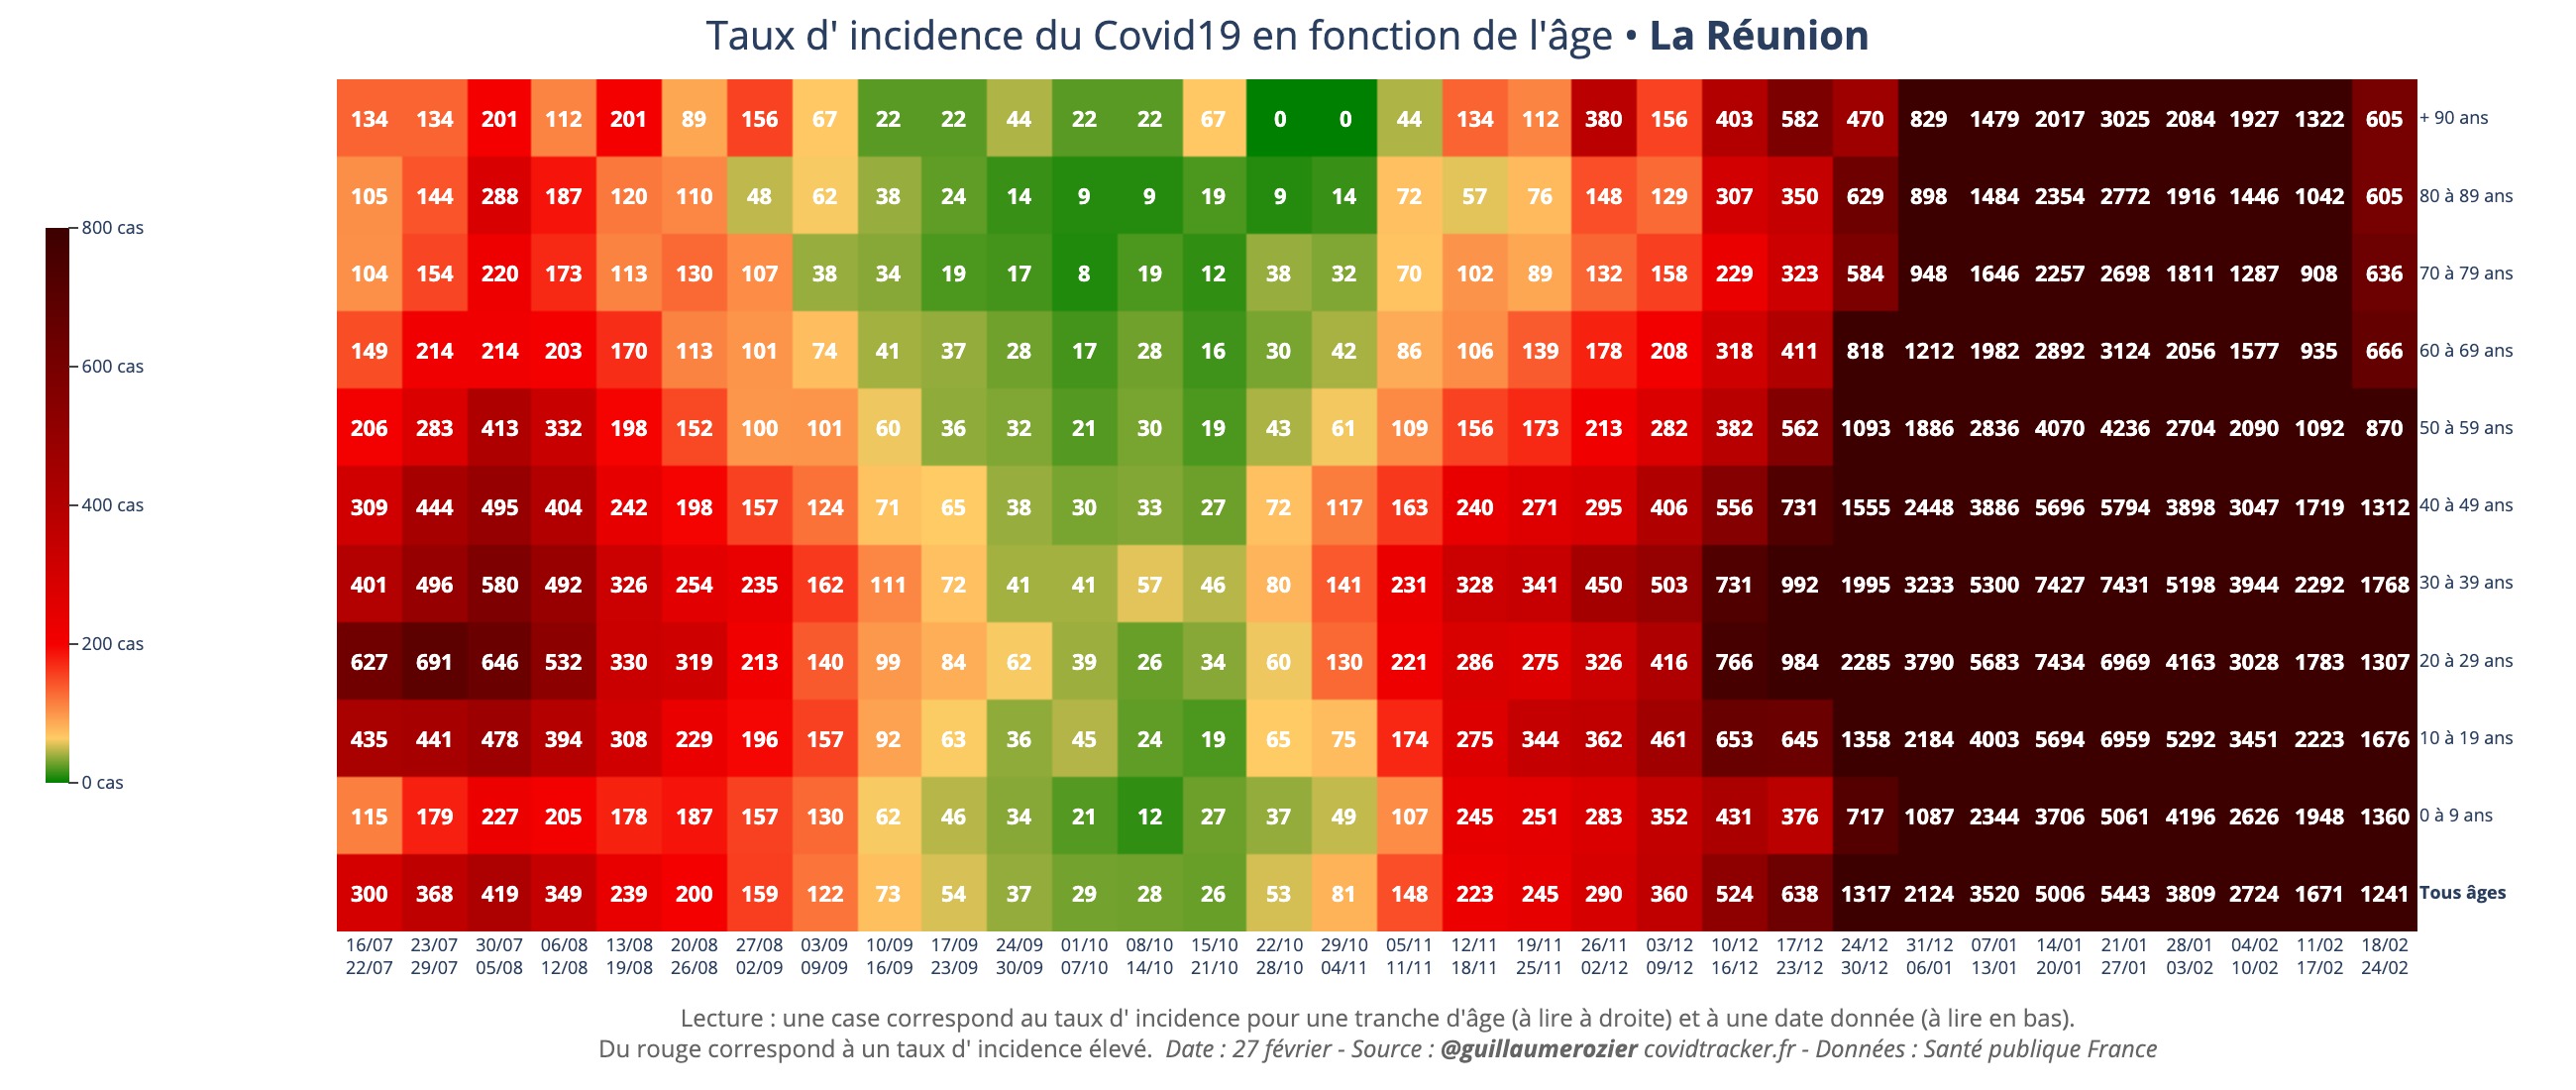 Taux d' incidence du Covid19 en fonction de l'âge • La Réunion
134 134 201 112 201 89 156 67 22 22 44 22 22 67 0 0 44 134 112 380 156 403 582 470 829 1479 2017 3025 2084 1927 1322 605 + 90 ans
105 144 288 187 120 110 48 62 38 24 14 9 9 19 9 14 72 57 76 148 129 307 350 629 898 1484 2354 2772 1916 1446 1042 605 80 à 89 ans
800 cas
104 154 220 173 113 130 107 38 34 19 17 8 19 12 38 32 70 102 89 132 158 229 323 584 948 1646 2257 2698 1811 1287 908 636 70 à 79 ans
149 214 214 203 170 113 101 74 41 37 28 17 28 16 30 42 86 106 139 178 208 318 411 818 1212 1982 2892 3124 2056 1577 935 666 60 à 69 ans
600 cas
206 283 413 332 198 152 100 101 60 36 32 21 30 19 43 61 109 156 173 213 282 382 562 1093 1886 2836 4070 4236 2704 2090 1092 870 50 à 59 ans
400 cas
309 444 495 404 242 198 157 124 71 65 38 30 33 27 72 117 163 240 271 295 406 556 731 1555 2448 3886 5696 5794 3898 3047 1719 1312 40 à 49 ans
401 496 580 492 326 254 235 162 111 72 41 41 57 46 80 141 231 328 341 450 503 731 992 1995 3233 5300 7427 7431 5198 3944 2292 1768 30 à 39 ans
200 cas
627 691 646 532 330 319 213 140 99 84 62 39 26 34 60 130 221 286 275 326 416 766 984 2285 3790 5683 7434 6969 4163 3028 1783 1307 20 à 29 ans
435 441 478 394 308 229 196 157 92 63 36 45 24 19 65 75 174 275 344 362 461 653 645 1358 2184 4003 5694 6959 5292 3451 2223 1676 10 à 19 ans
0 cas
115 179 227 205 178 187 157 130 62 46 34 21 12 27 37 49 107 245 251 283 352 431 376 717 1087 2344 3706 5061 4196 2626 1948 1360 0 à 9 ans
300 368 419 349 239 200 159 122 73 54 37 29 28 26 53 81 148 223 245 290 360 524 638 1317 2124 3520 5006 5443 3809 2724 1671 1241 Tous âges
16/07 23/07 30/07 06/08 13/08 20/08 27/08 03/09 10/09 17/09 24/09 01/10 08/10 15/10 22/10 29/10 05/11 12/11 19/11 26/11 03/12 10/12 17/12 24/12 31/12 07/01 14/01 21/01 28/01 04/02 11/02 18/02
22/07 29/07 05/08 12/08 19/08 26/08 02/09 09/09 16/09 23/09 30/09 07/10 14/10 21/10 28/10 04/11 11/11 18/11 25/11 02/12 09/12 16/12 23/12 30/12 06/01 13/01 20/01 27/01 03/02 10/02 17/02 24/02
Lecture : une case correspond au taux d' incidence pour une tranche d'âge (à lire à droite) et à une date donnée (à lire en bas).
Du rouge correspond à un taux d' incidence élevé. Date : 27 février - Source : @guillaumerozier covidtracker.fr - Données : Santé publique France